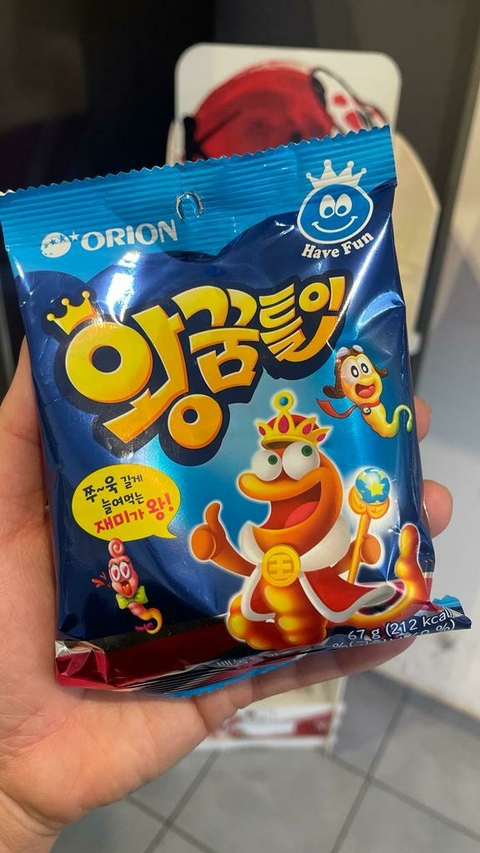 ORION
Have Fun
왕꿈틀이
쭈~욱 길게
늘여먹는
재미가 왕!
王
67 g (212 kcal)